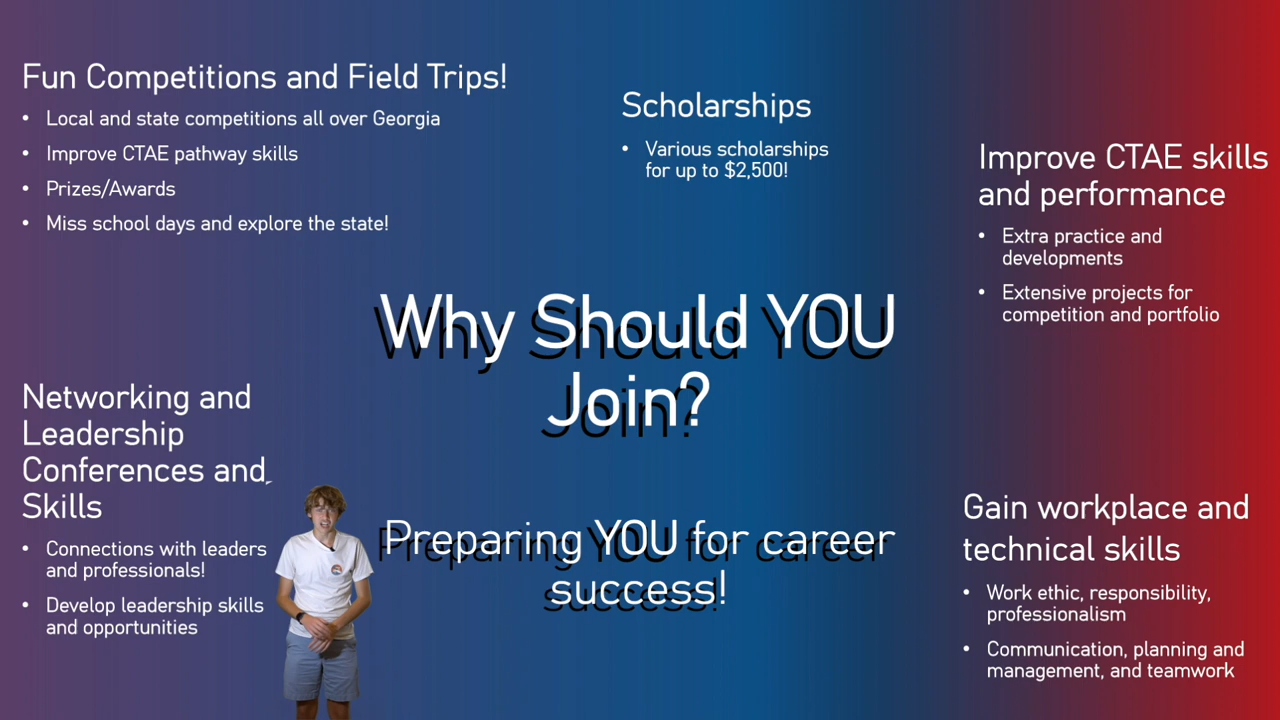 Fun Competitions and Field Trips!
• Local and state competitions all over Georgia
• Improve CTAE pathway skills
• Prizes/Awards
• Miss school days and explore the state!
Scholarships
• Various scholarships
for up to $2,500!
Improve CTAE skills
and performance
• Extra practice and
developments
• Extensive projects for
competition and portfolio
Why Should YOU
Join?
Networking and
Leadership
Conferences and
Skills
• Connections with leaders
and professionals!
• Develop leadership skills
and opportunities
Preparing YOU for career
success!
Gain workplace and
technical skills
• Work ethic, responsibility,
professionalism
• Communication, planning and
management, and teamwork